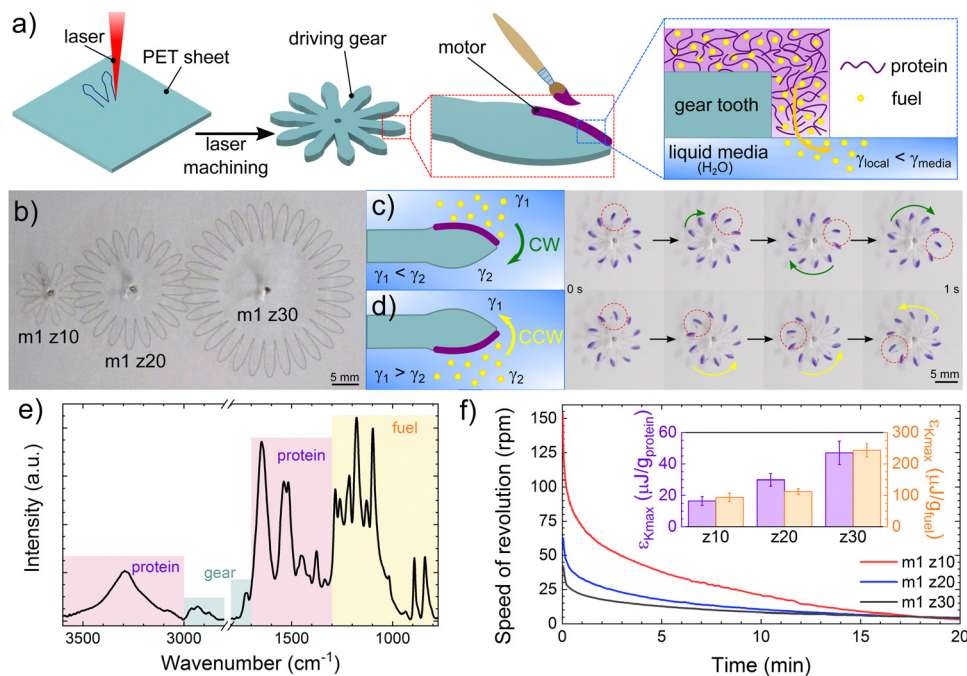 a)
laser
PET sheet
laser
machining
driving gear
motor
gear tooth
protein
fuel
liquid media
(H₂O)
γlocal < γmedia
b)
m1 z10
m1 z20
m1 z30
5 mm
c)
γ₁
CW
γ₁ < γ₂
γ₂
d)
γ₁
CCW
γ₁ > γ₂
γ₂
0 s
1 s
5 mm
5 mm
e)
Intensity (a.u.)
protein
gear
protein
fuel
3500
3000
1500
1000
Wavenumber (cm⁻¹)
f)
Speed of revolution (rpm)
150
125
100
75
50
25
0
0
5
10
15
20
Time (min)
εKmax (μJ/gprotein)
60
40
20
0
z10
z20
z30
300
200
100
0
εKmax (μJ/gfuel)
m1 z10
m1 z20
m1 z30